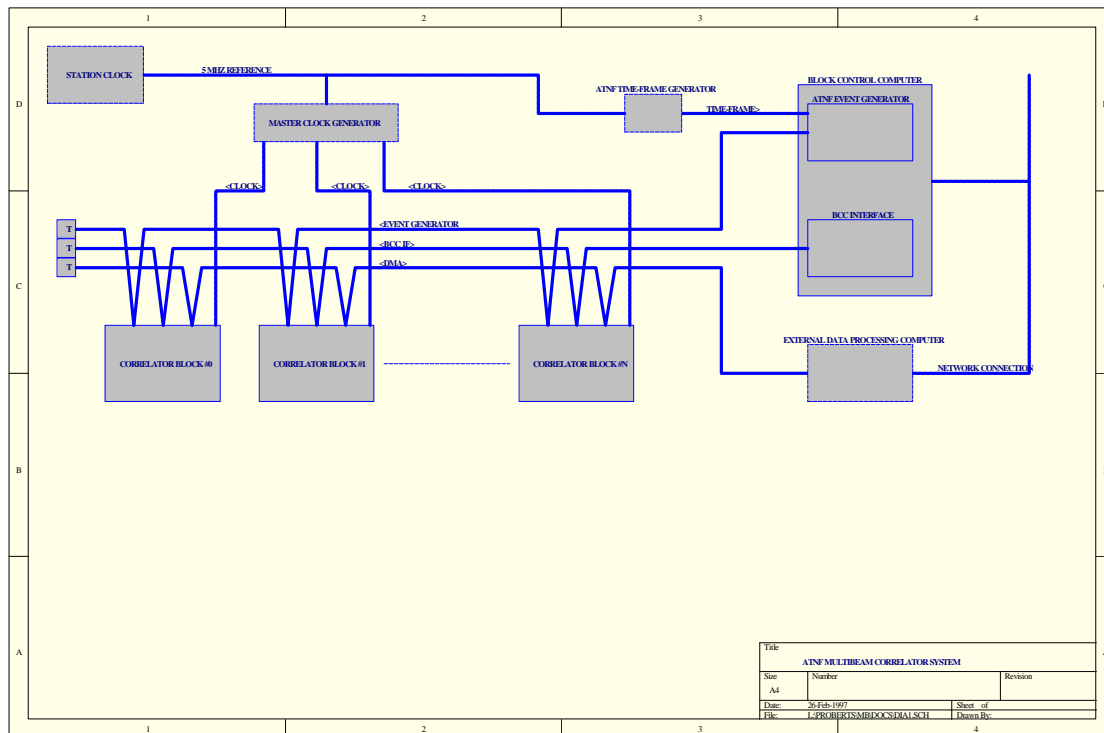 1 2 3 4
STATION CLOCK
5 MHZ REFERENCE
BLOCK CONTROL COMPUTER
ATNF TIME-FRAME GENERATOR
ATNF EVENT GENERATOR
D
TIME-FRAME>
MASTER CLOCK GENERATOR
<CLOCK> <CLOCK> <CLOCK>
BCC INTERFACE
T
<EVENT GENERATOR
T
<BCC IF>
T
<DMA>
C
EXTERNAL DATA PROCESSING COMPUTER
CORRELATOR BLOCK #0 CORRELATOR BLOCK #1 CORRELATOR BLOCK #N
NETWORK CONNECTION
B
A
Title
ATNF MULTIBEAM CORRELATOR SYSTEM
Size Number Revision
A4
Date: 26-Feb-1997 Sheet of
File: L:\PROBERTS\MB\DOCS\DIA1.SCH Drawn By:
1 2 3 4